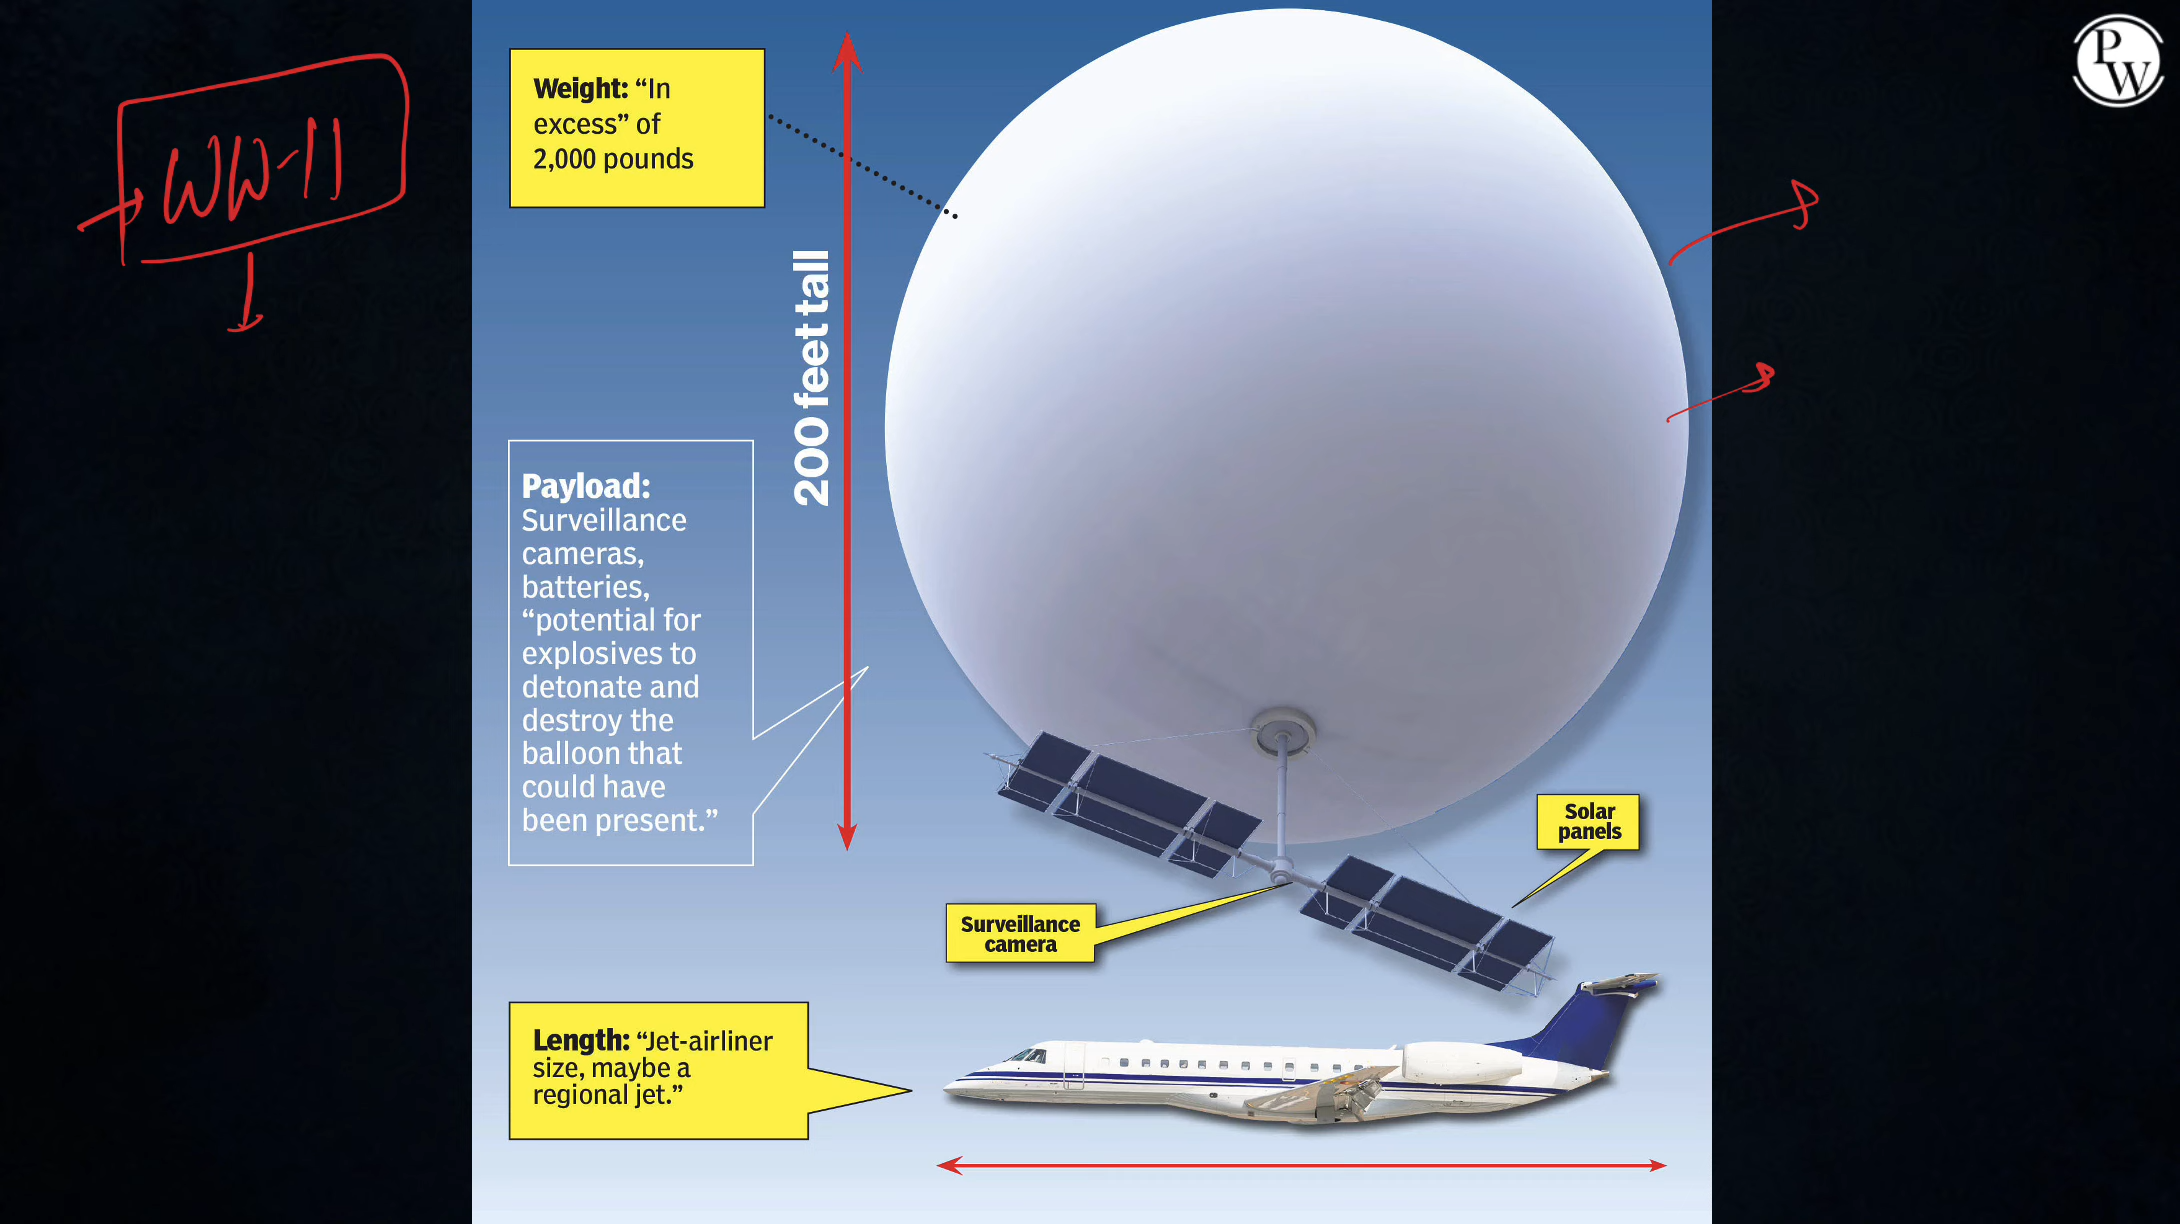 WW-11
Weight: “In
excess” of
2,000 pounds
200 feet tall
Payload:
Surveillance
cameras,
batteries,
“potential for
explosives to
detonate and
destroy the
balloon that
could have
been present.”
Solar
panels
Surveillance
camera
Length: “Jet-airliner
size, maybe a
regional jet.”
PW